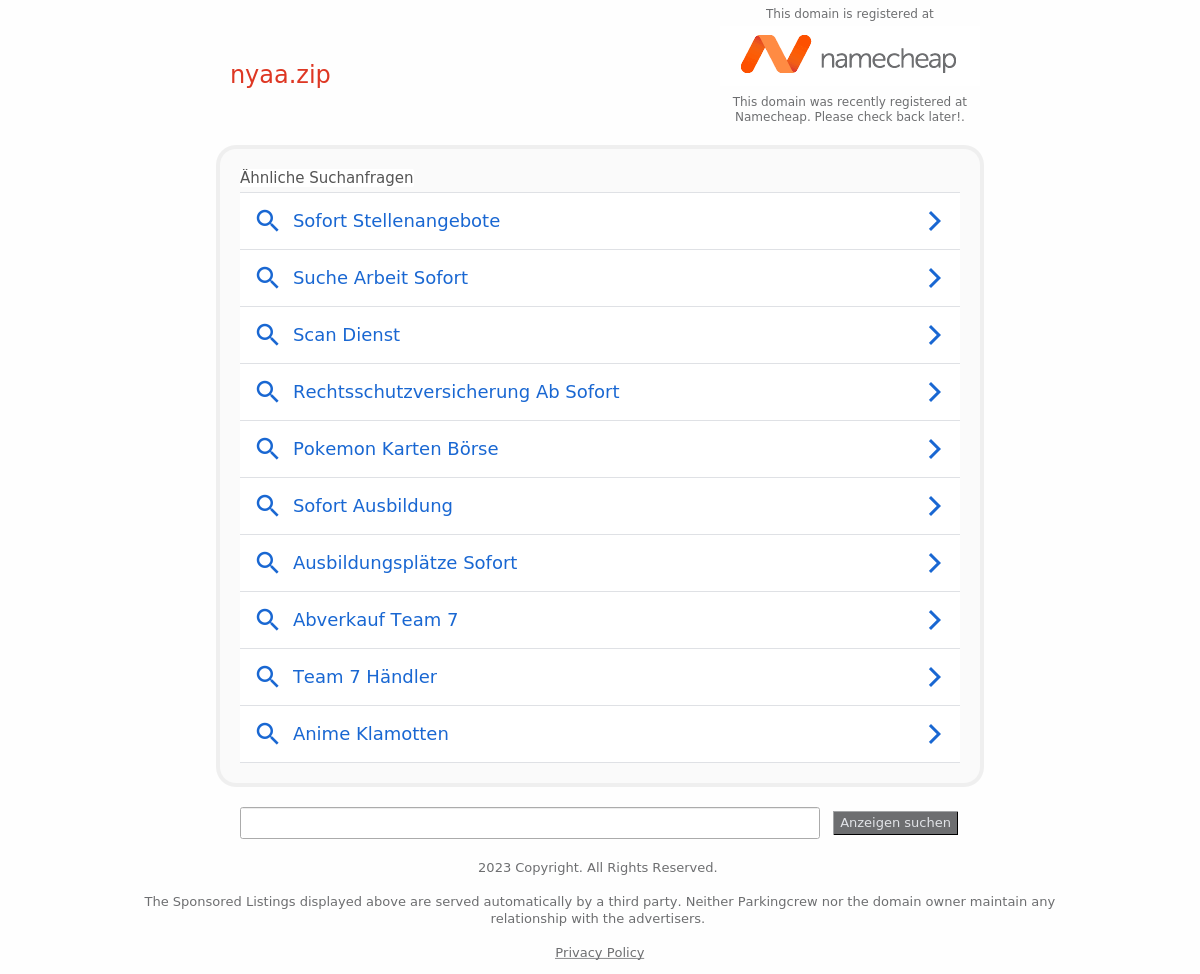 This domain is registered at
namecheap
nyaa.zip
This domain was recently registered at
Namecheap. Please check back later!.
Ähnliche Suchanfragen
Sofort Stellenangebote
Suche Arbeit Sofort
Scan Dienst
Rechtsschutzversicherung Ab Sofort
Pokemon Karten Börse
Sofort Ausbildung
Ausbildungsplätze Sofort
Abverkauf Team 7
Team 7 Händler
Anime Klamotten
Anzeigen suchen
2023 Copyright. All Rights Reserved.
The Sponsored Listings displayed above are served automatically by a third party. Neither Parkingcrew nor the domain owner maintain any
relationship with the advertisers.
Privacy Policy